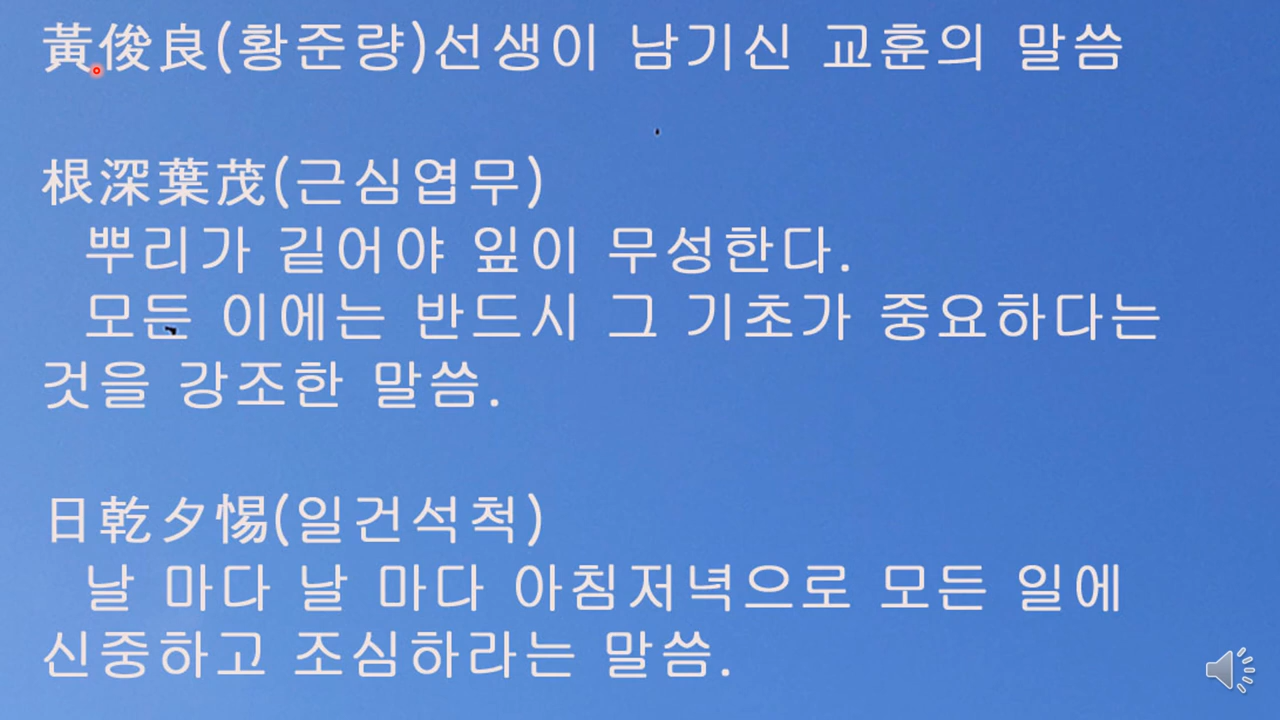 黃俊良(황준량)선생이 남기신 교훈의 말씀
根深葉茂(근심엽무)
뿌리가 깉어야 잎이 무성한다.
모든 이에는 반드시 그 기초가 중요하다는
것을 강조한 말씀.
日乾夕惕(일건석척)
날 마다 날 마다 아침저녁으로 모든 일에
신중하고 조심하라는 말씀.